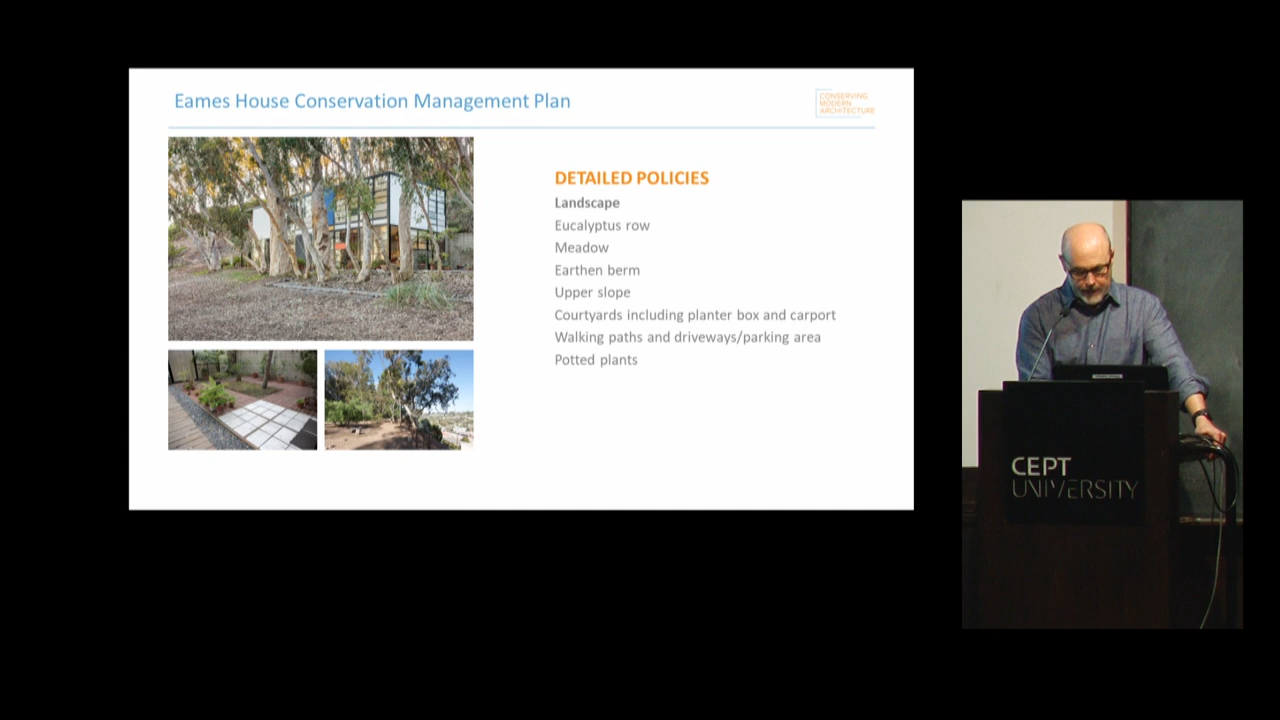 Eames House Conservation Management Plan
CONSERVING
MODERN
ARCHITECTURE
DETAILED POLICIES
Landscape
Eucalyptus row
Meadow
Earthen berm
Upper slope
Courtyards including planter box and carport
Walking paths and driveways/parking area
Potted plants
CEPT
UNIVERSITY